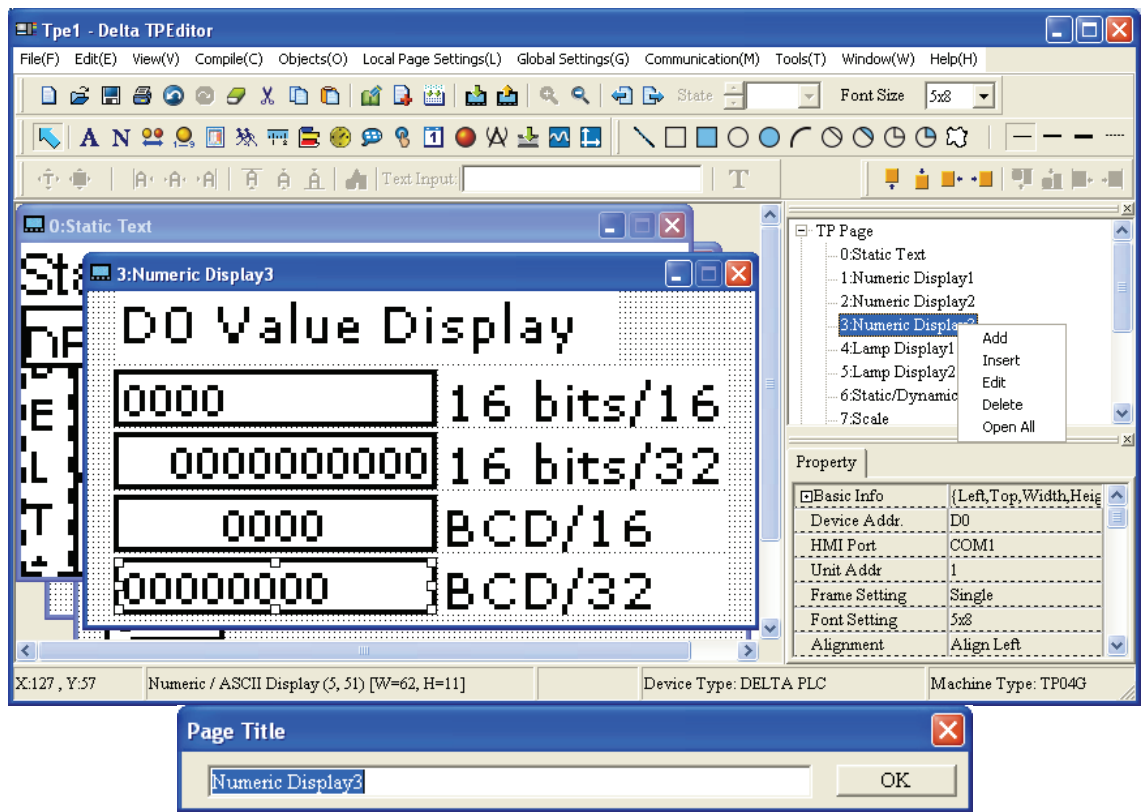 Tpe1 - Delta TPEditor
File(F) Edit(E) View(V) Compile(C) Objects(O) Local Page Settings(L) Global Settings(G) Communication(M) Tools(T) Window(W) Help(H)
State Font Size 5x8
A N
Text Input:
0:Static Text
3:Numeric Display3
D0 Value Display
0000 16 bits/16
0000000000 16 bits/32
0000 BCD/16
00000000 BCD/32
TP Page
0:Static Text
1:Numeric Display1
2:Numeric Display2
3:Numeric Display3
4:Lamp Display1
5:Lamp Display2
6:Static/Dynamic
7:Scale
Add
Insert
Edit
Delete
Open All
Property
Basic Info {Left,Top,Width,Heig
Device Addr. D0
HMI Port COM1
Unit Addr 1
Frame Setting Single
Font Setting 5x8
Alignment Align Left
X:127 , Y:57 Numeric / ASCII Display (5, 51) [W=62, H=11] Device Type: DELTA PLC Machine Type: TP04G
Page Title
Numeric Display3 OK